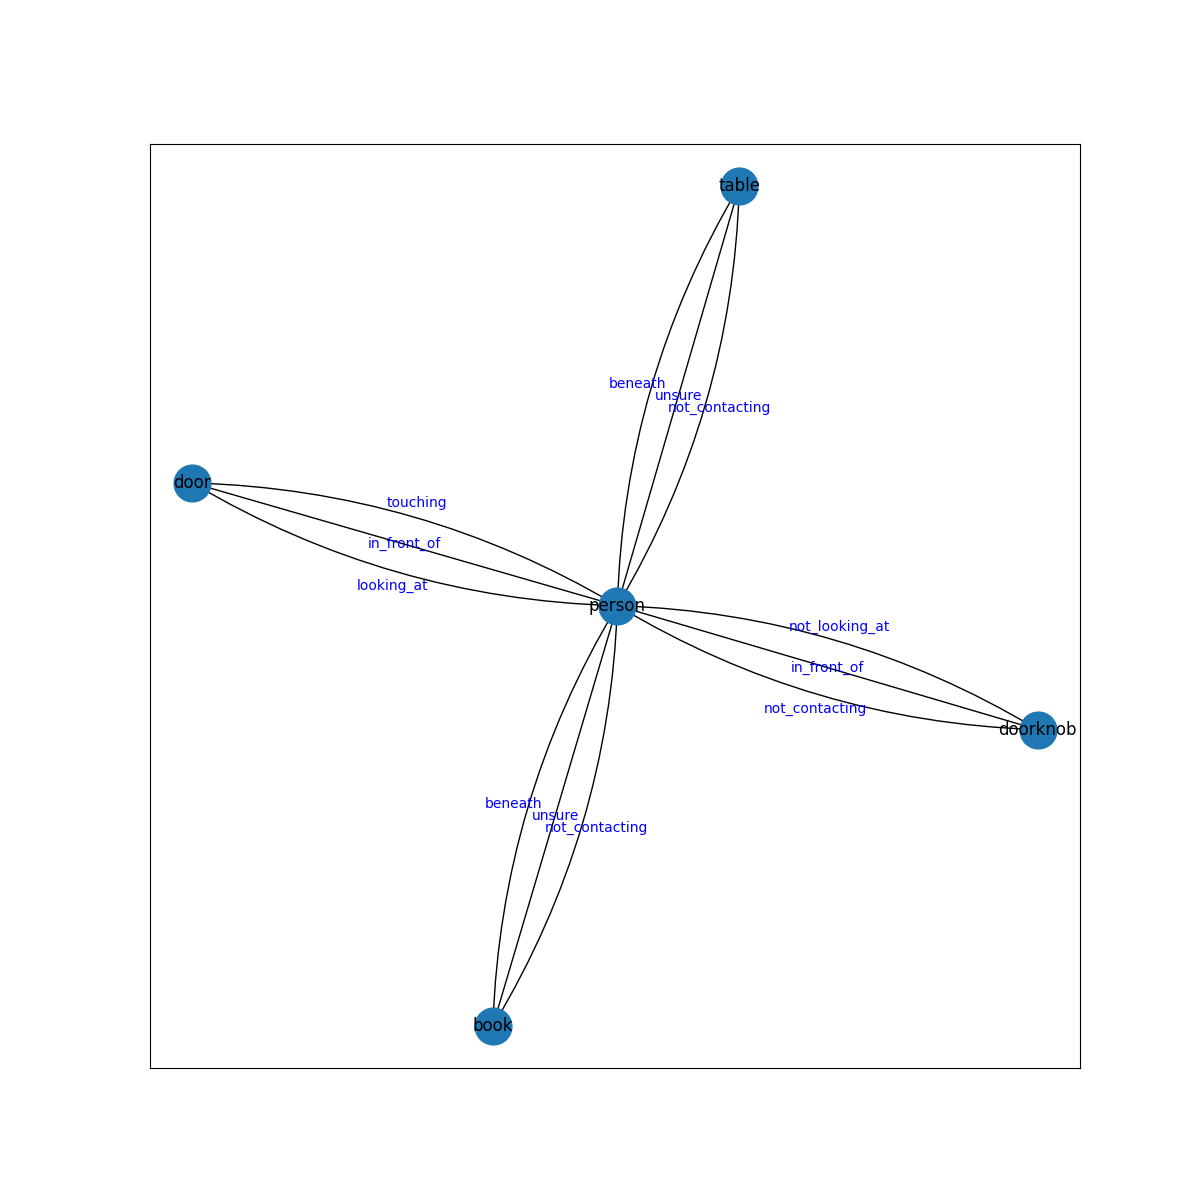 table
beneath
unsure
not_contacting
door
touching
in_front_of
looking_at
person
not_looking_at
in_front_of
not_contacting
doorknob
beneath
unsure
not_contacting
book